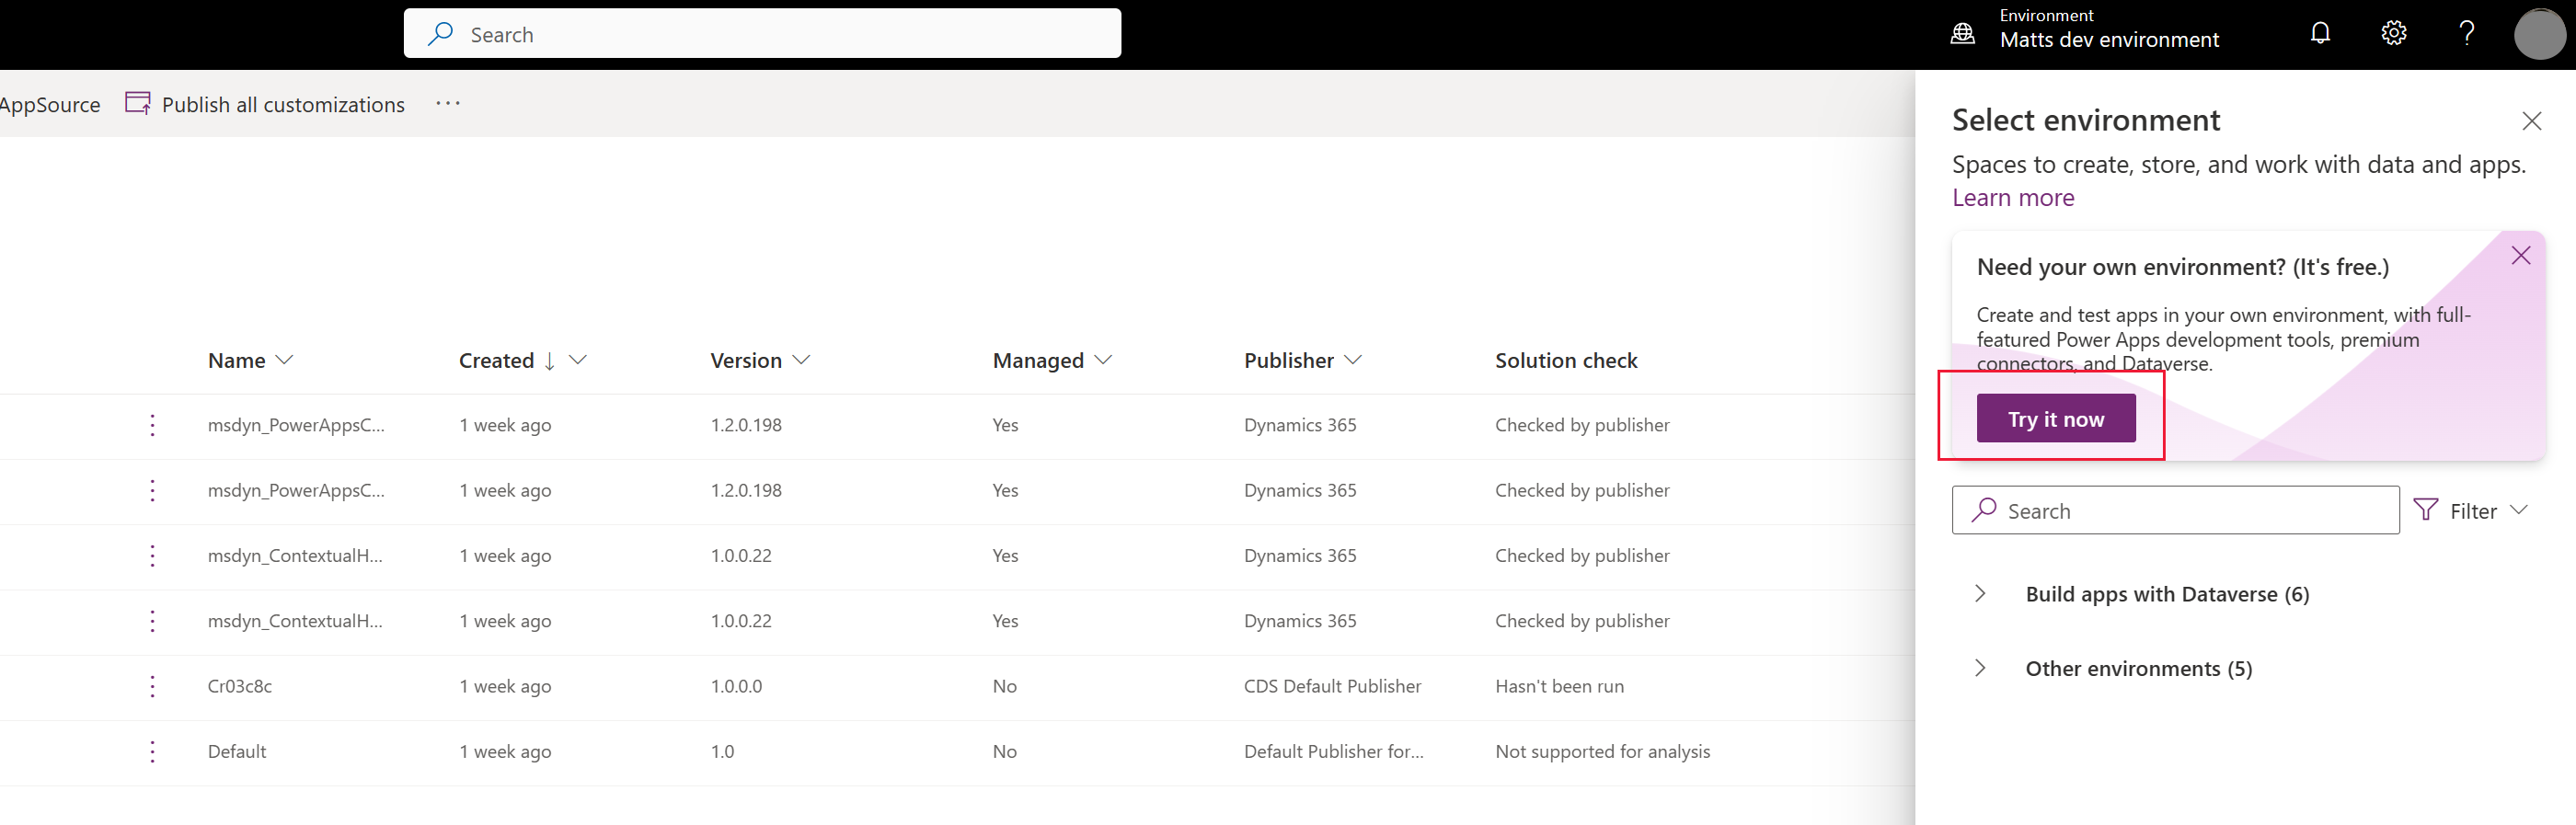 Search
Environment
Matts dev environment
AppSource
Publish all customizations
Name
Created
Version
Managed
Publisher
Solution check
msdyn_PowerAppsC...
1 week ago
1.2.0.198
Yes
Dynamics 365
Checked by publisher
msdyn_PowerAppsC...
1 week ago
1.2.0.198
Yes
Dynamics 365
Checked by publisher
msdyn_ContextualH...
1 week ago
1.0.0.22
Yes
Dynamics 365
Checked by publisher
msdyn_ContextualH...
1 week ago
1.0.0.22
Yes
Dynamics 365
Checked by publisher
Cr03c8c
1 week ago
1.0.0.0
No
CDS Default Publisher
Hasn't been run
Default
1 week ago
1.0
No
Default Publisher for...
Not supported for analysis
Select environment
Spaces to create, store, and work with data and apps.
Learn more
Need your own environment? (It's free.)
Create and test apps in your own environment, with full-
featured Power Apps development tools, premium
connectors, and Dataverse.
Try it now
Search
Filter
Build apps with Dataverse (6)
Other environments (5)